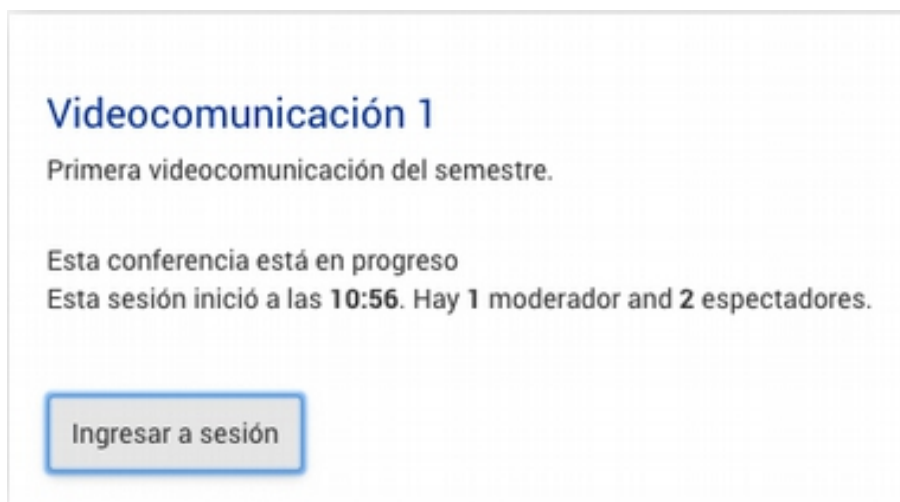 Videocomunicación 1
Primera videocomunicación del semestre.
Esta conferencia está en progreso
Esta sesión inició a las 10:56. Hay 1 moderador and 2 espectadores.
Ingresar a sesión